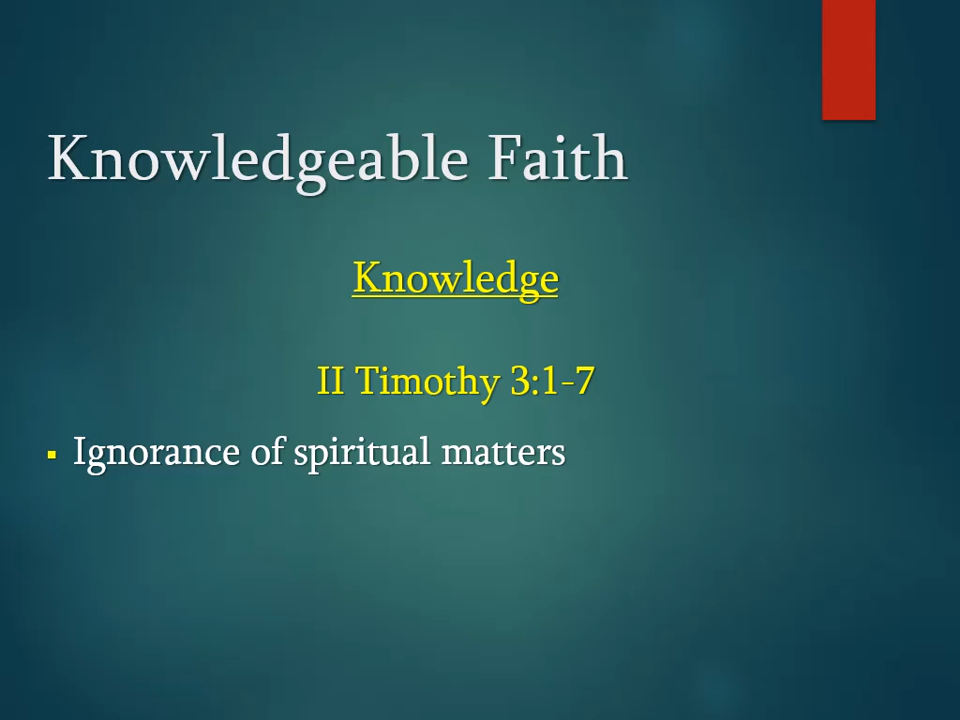 Knowledgeable Faith
Knowledge
II Timothy 3:1-7
▪ Ignorance of spiritual matters